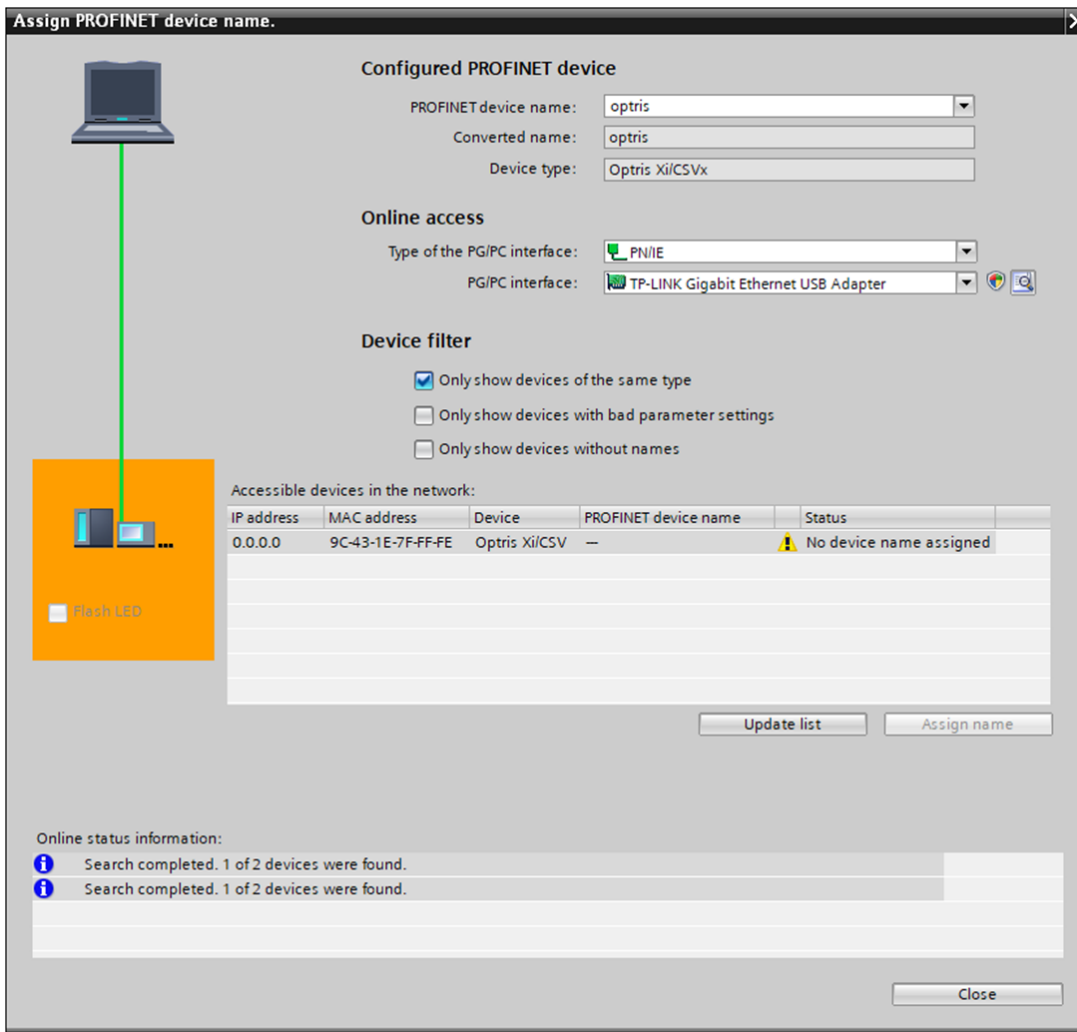 Assign PROFINET device name.
Configured PROFINET device
PROFINET device name: optris
Converted name: optris
Device type: Optris Xi/CSVx
Online access
Type of the PG/PC interface: PN/IE
PG/PC interface: TP-LINK Gigabit Ethernet USB Adapter
Device filter
Only show devices of the same type
Only show devices with bad parameter settings
Only show devices without names
Accessible devices in the network:
IP address MAC address Device PROFINET device name Status
0.0.0.0 9C-43-1E-7F-FF-FE Optris Xi/CSV — No device name assigned
...
Flash LED
Update list Assign name
Online status information:
Search completed. 1 of 2 devices were found.
Search completed. 1 of 2 devices were found.
Close